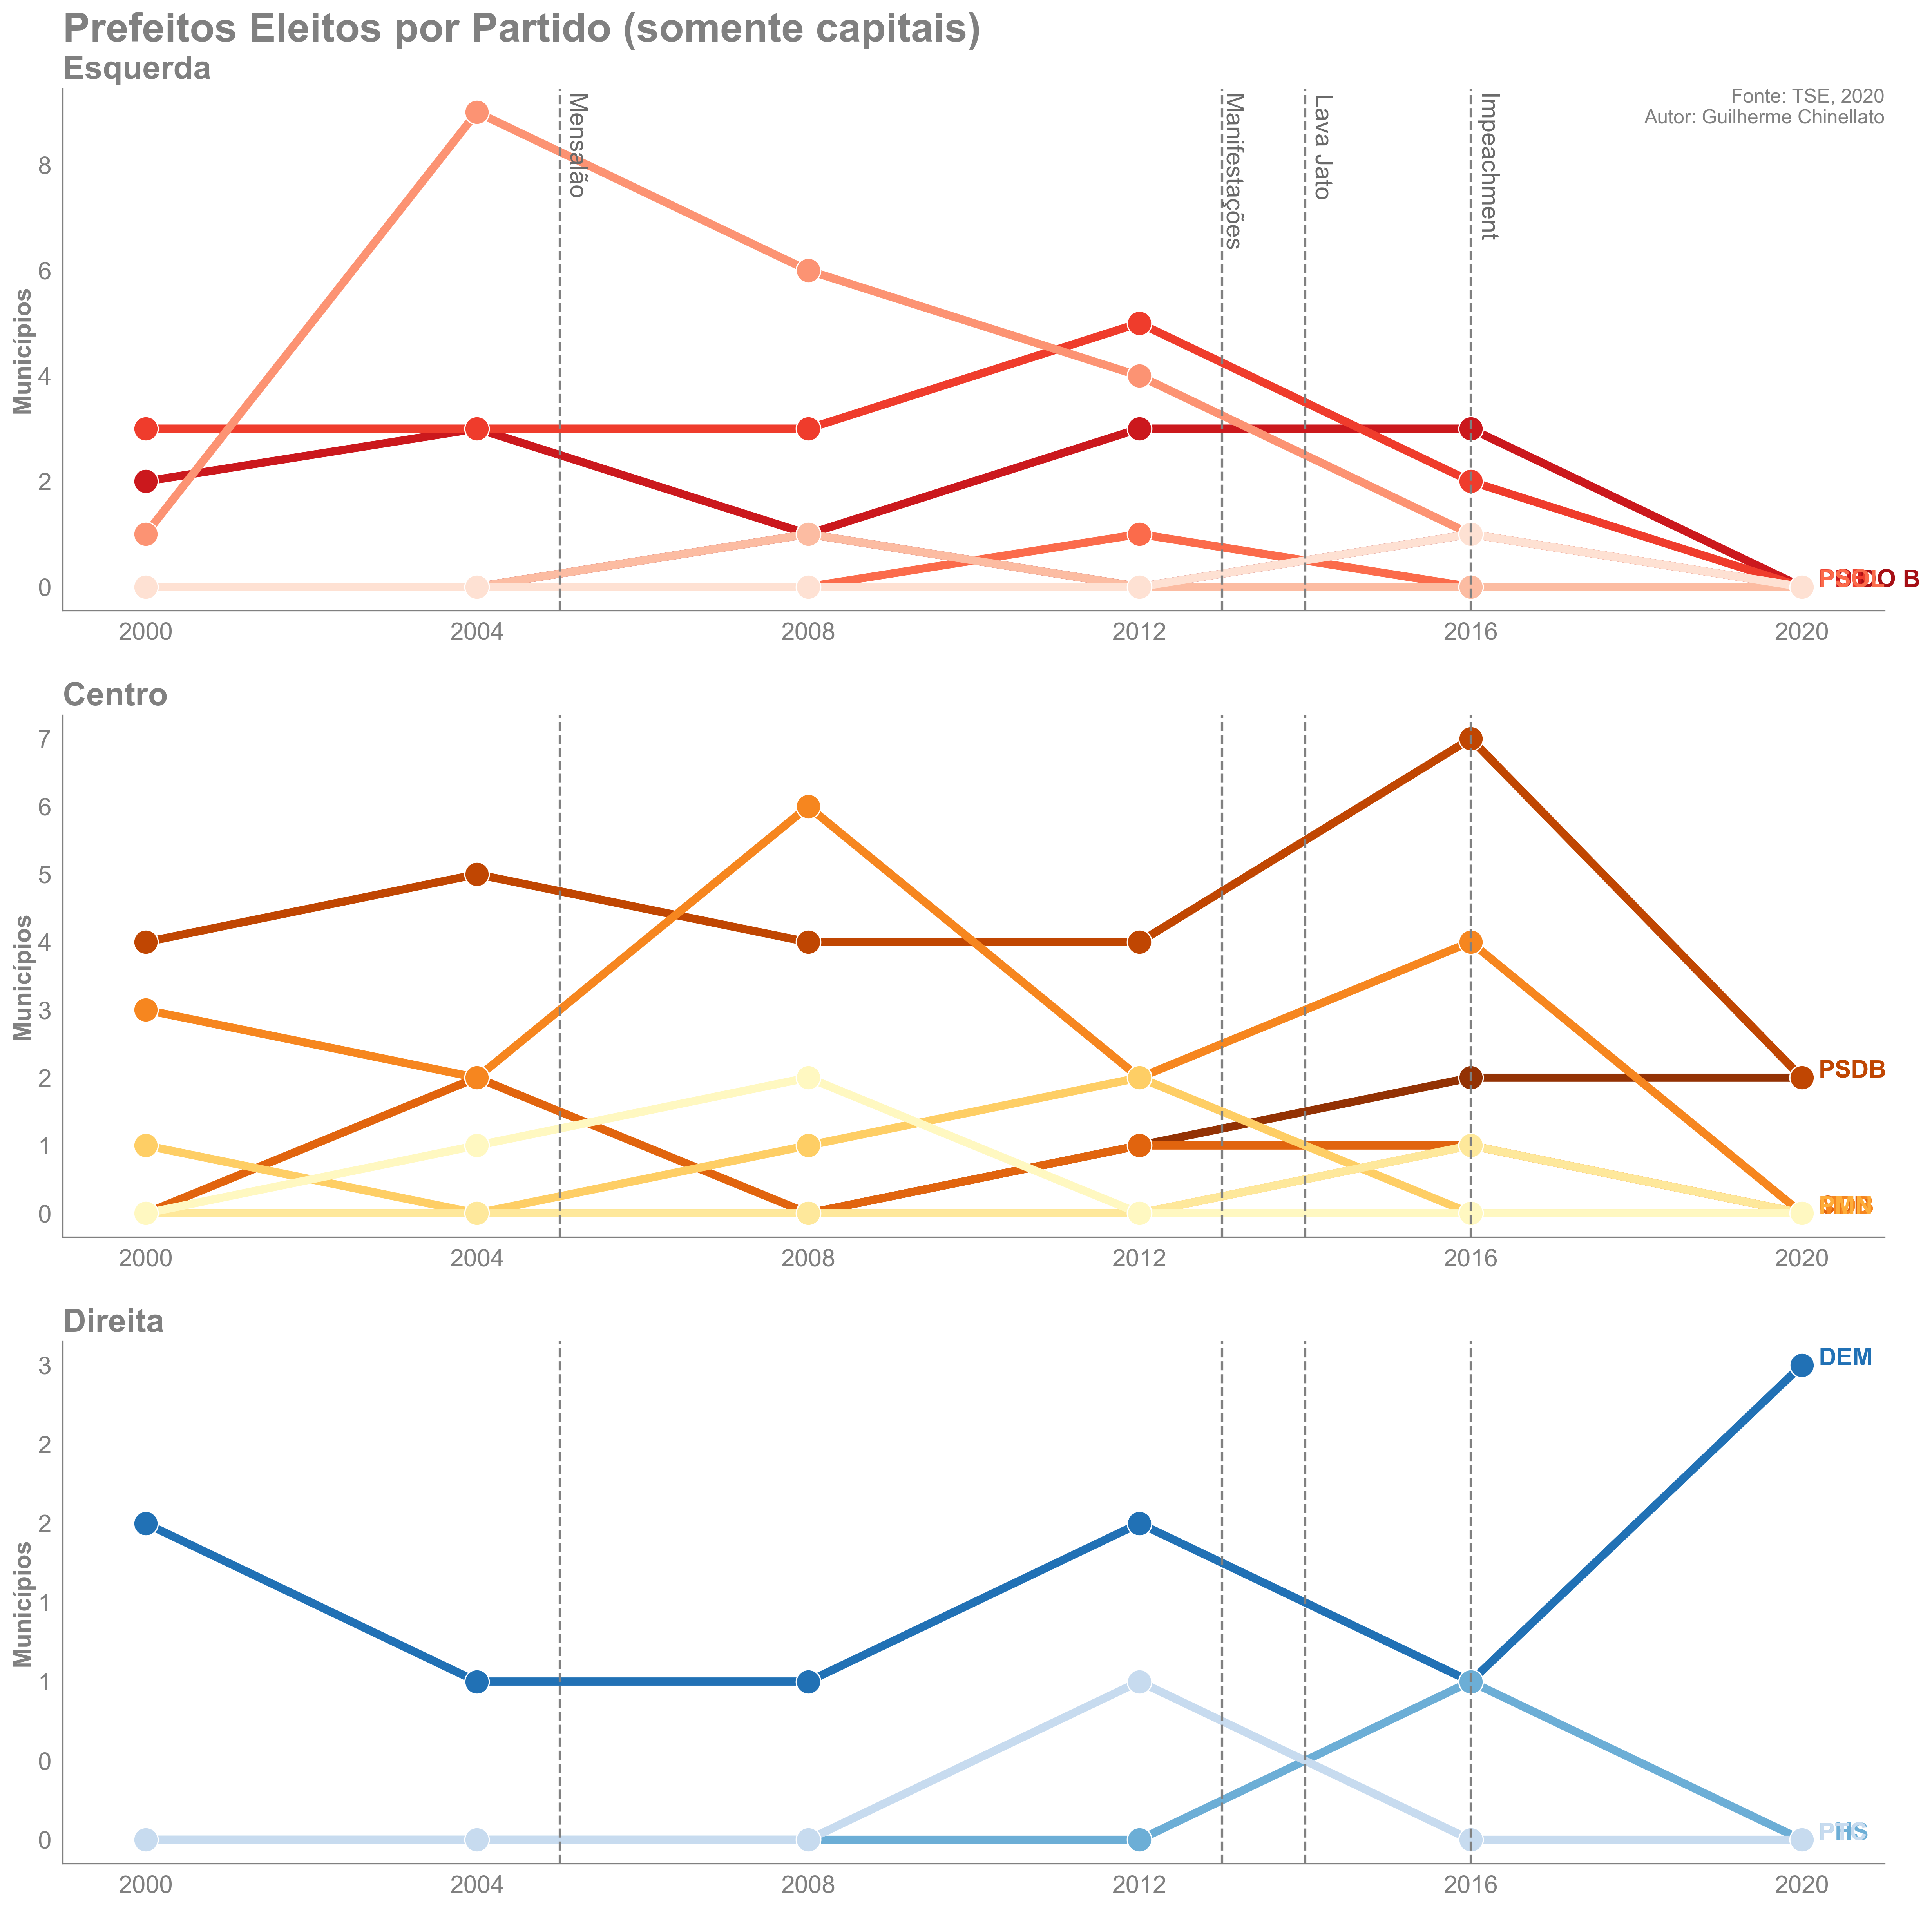 Prefeitos Eleitos por Partido (somente capitais)
Esquerda
Fonte: TSE, 2020
Autor: Guilherme Chinellato
Mensalão
Manifestações
Lava Jato
Impeachment
Municípios
8
6
4
2
0
2000 2004 2008 2012 2016 2020
Centro
Municípios
7
6
5
4
3
2
1
0
PSDB
2000 2004 2008 2012 2016 2020
Direita
Municípios
3
2
2
1
1
0
0
DEM
2000 2004 2008 2012 2016 2020